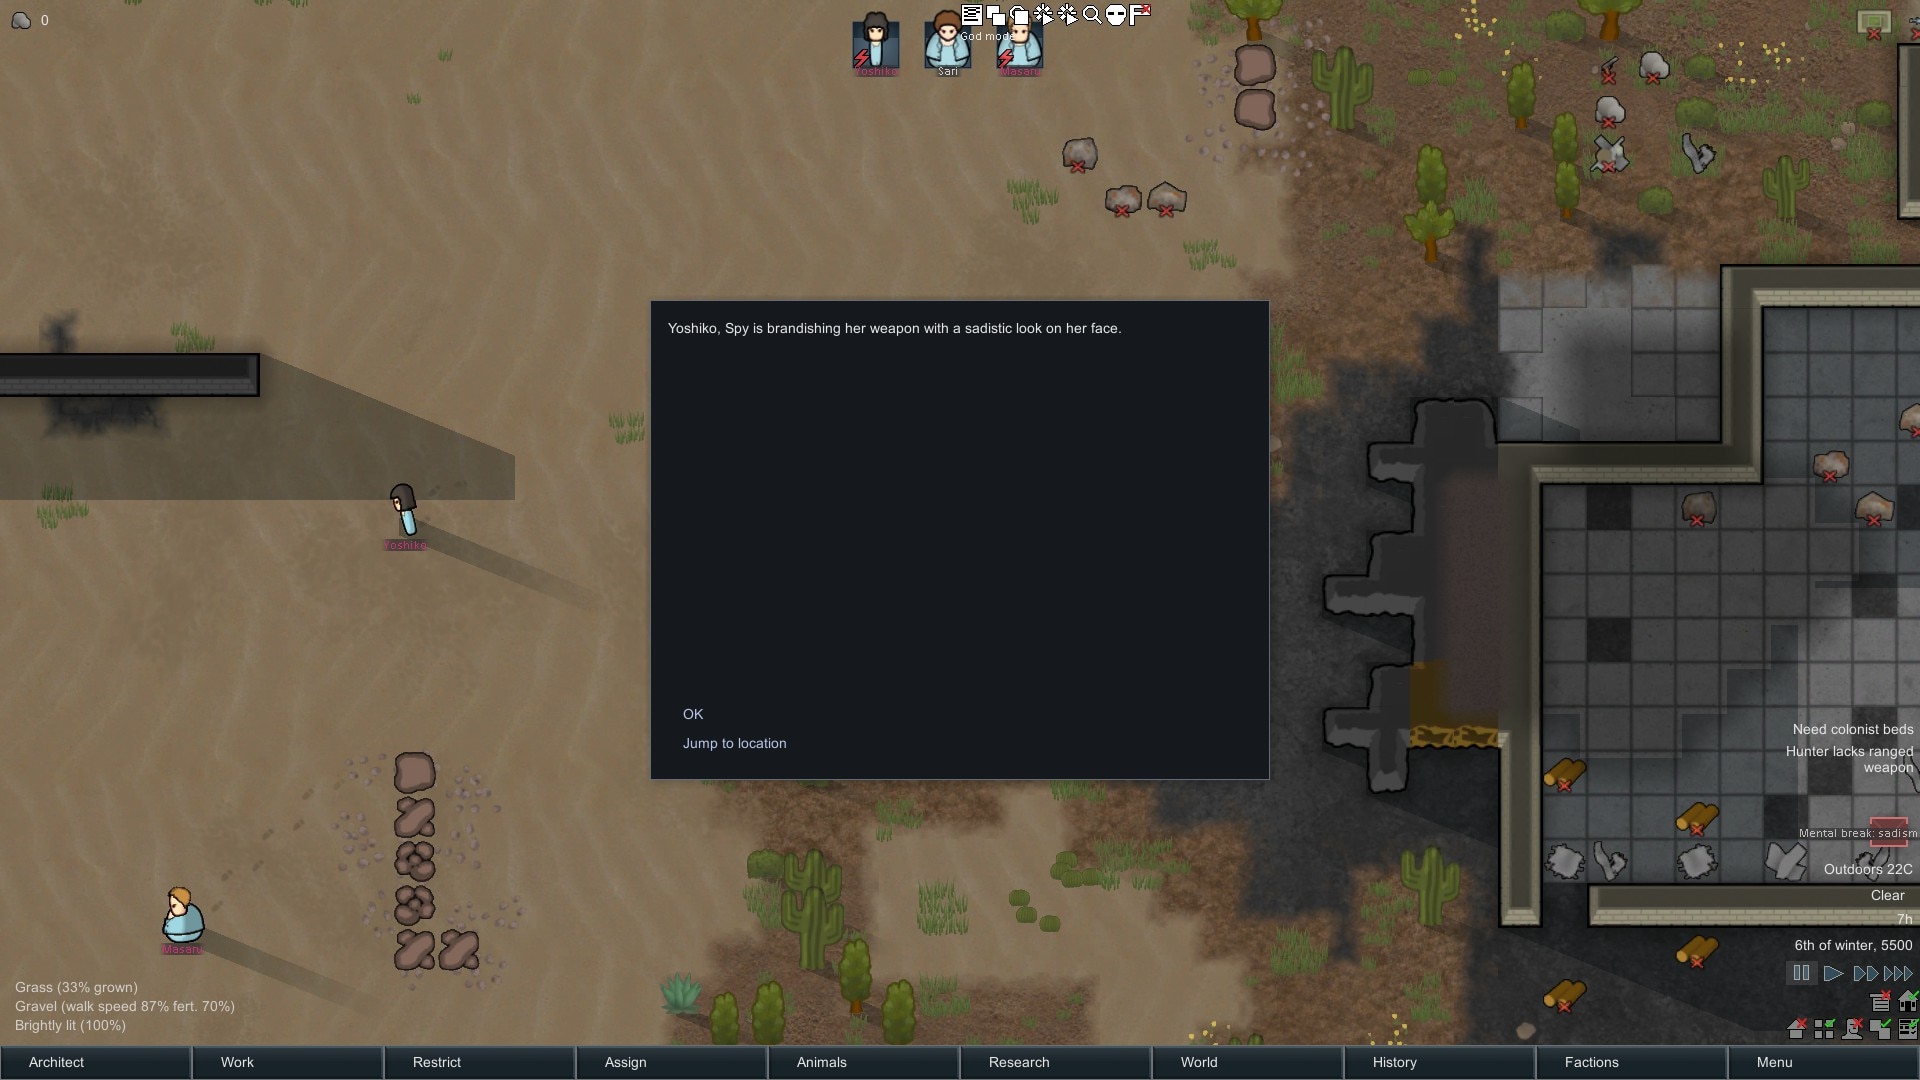 0
God mode
Yoshiko
Sari
Masaru
Yoshiko, Spy is brandishing her weapon with a sadistic look on her face.
OK
Jump to location
Yoshiko
Masaru
Need colonist beds
Hunter lacks ranged
weapon
Mental break: sadism
Outdoors 22C
Clear
7h
6th of winter, 5500
Grass (33% grown)
Gravel (walk speed 87% fert. 70%)
Brightly lit (100%)
Architect
Work
Restrict
Assign
Animals
Research
World
History
Factions
Menu